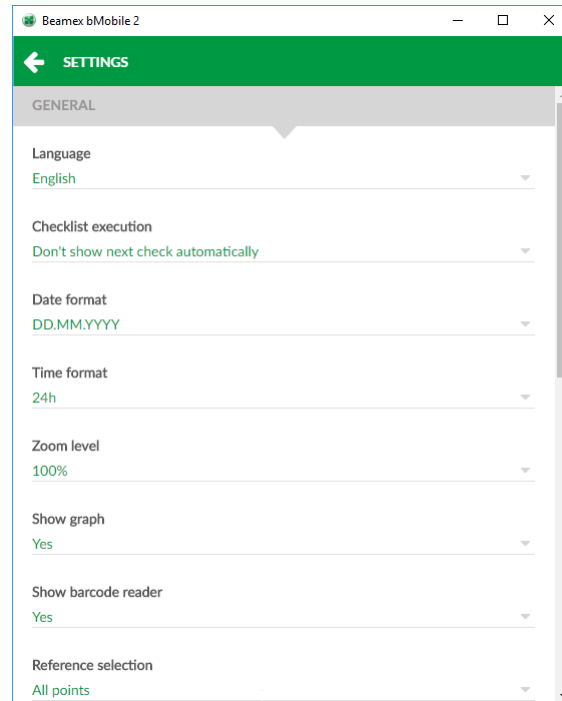 Beamex bMobile 2
SETTINGS
GENERAL
Language
English
Checklist execution
Don't show next check automatically
Date format
DD.MM.YYYY
Time format
24h
Zoom level
100%
Show graph
Yes
Show barcode reader
Yes
Reference selection
All points